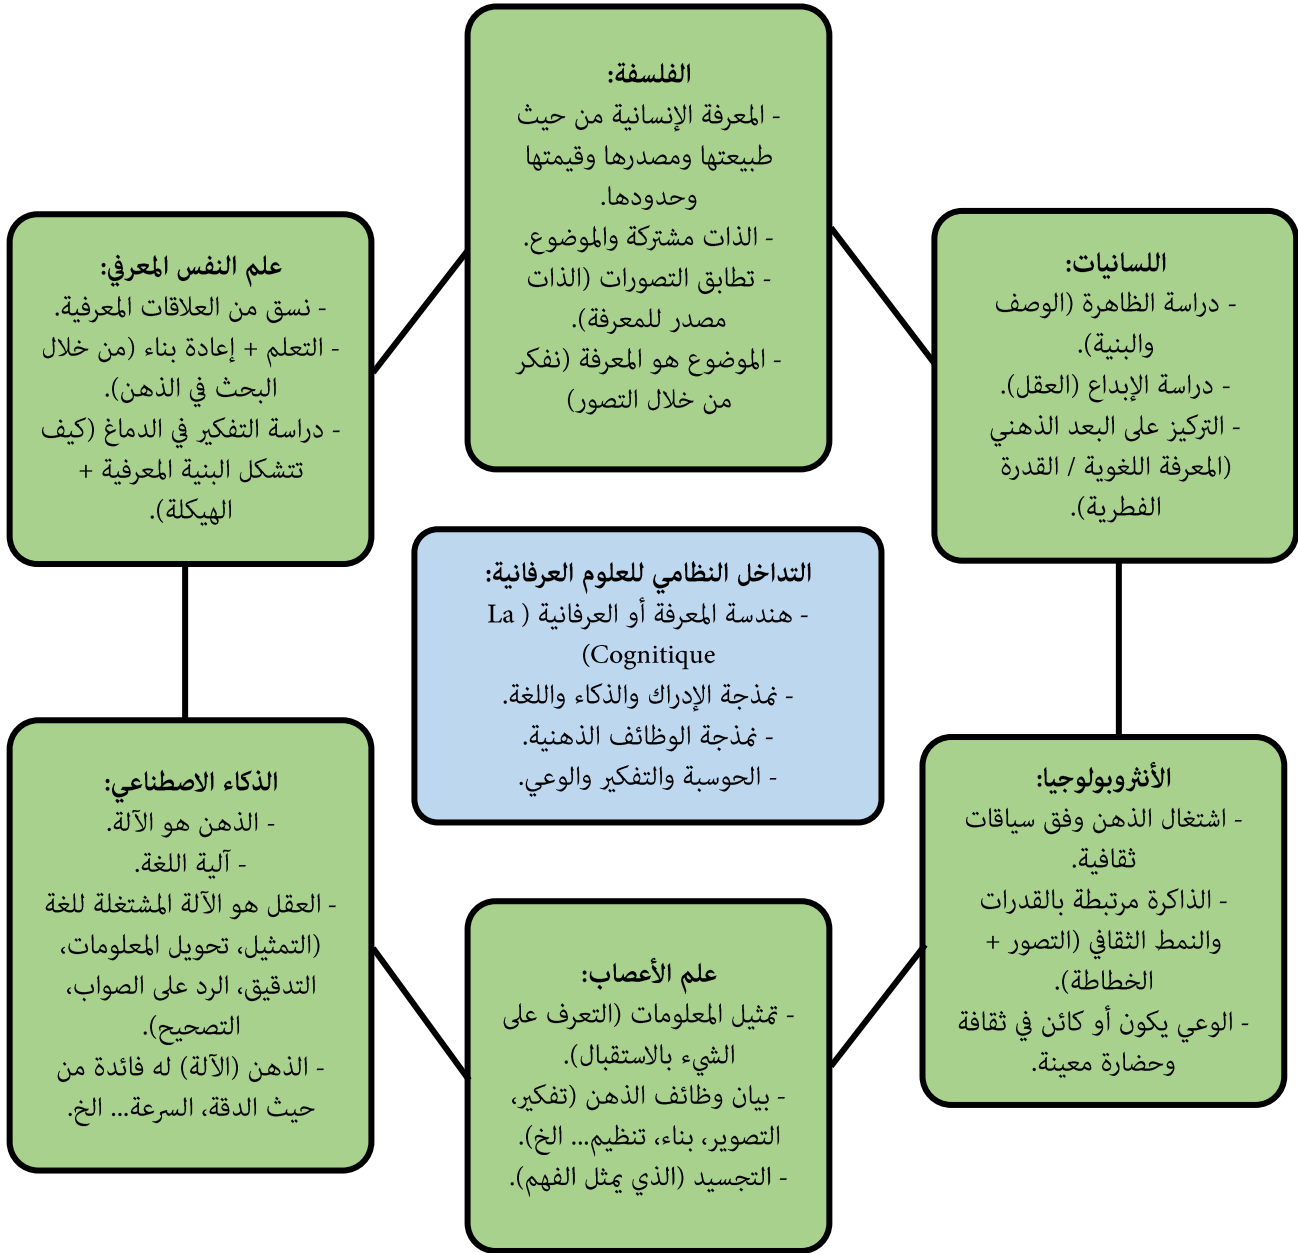 الفلسفة:
- المعرفة الإنسانية من حيث
طبيعتها ومصدرها وقيمتها
وحدودها.
- الذات مشتركة والموضوع.
- تطابق التصورات (الذات
مصدر للمعرفة).
- الموضوع هو المعرفة (نفكر
من خلال التصور)
اللسانيات:
- دراسة الظاهرة (الوصف
والبنية).
- دراسة الإبداع (العقل).
- التركيز على البعد الذهني
(المعرفة اللغوية / القدرة
الفطرية).
علم النفس المعرفي:
- نسق من العلاقات المعرفية.
- التعلم + إعادة بناء (من خلال
البحث في الذهن).
- دراسة التفكير في الدماغ (كيف
تتشكل البنية المعرفية +
الهيكلة).
التداخل النظامي للعلوم العرفانية:
- هندسة المعرفة أو العرفانية ( La
Cognitique)
- نمذجة الإدراك والذكاء واللغة.
- نمذجة الوظائف الذهنية.
- الحوسبة والتفكير والوعي.
الأنثروبولوجيا:
- اشتغال الذهن وفق سياقات
ثقافية.
- الذاكرة مرتبطة بالقدرات
والنمط الثقافي (التصور +
الخطاطة).
- الوعي يكون أو كائن في ثقافة
وحضارة معينة.
الذكاء الاصطناعي:
- الذهن هو الآلة.
- آلية اللغة.
- العقل هو الآلة المشتغلة للغة
(التمثيل، تحويل المعلومات،
التدقيق، الرد على الصواب،
التصحيح).
- الذهن (الآلة) له فائدة من
حيث الدقة، السرعة... الخ.
علم الأعصاب:
- تمثيل المعلومات (التعرف على
الشيء بالاستقبال).
- بيان وظائف الذهن (تفكير،
التصوير، بناء، تنظيم... الخ).
- التجسيد (الذي يمثل الفهم).